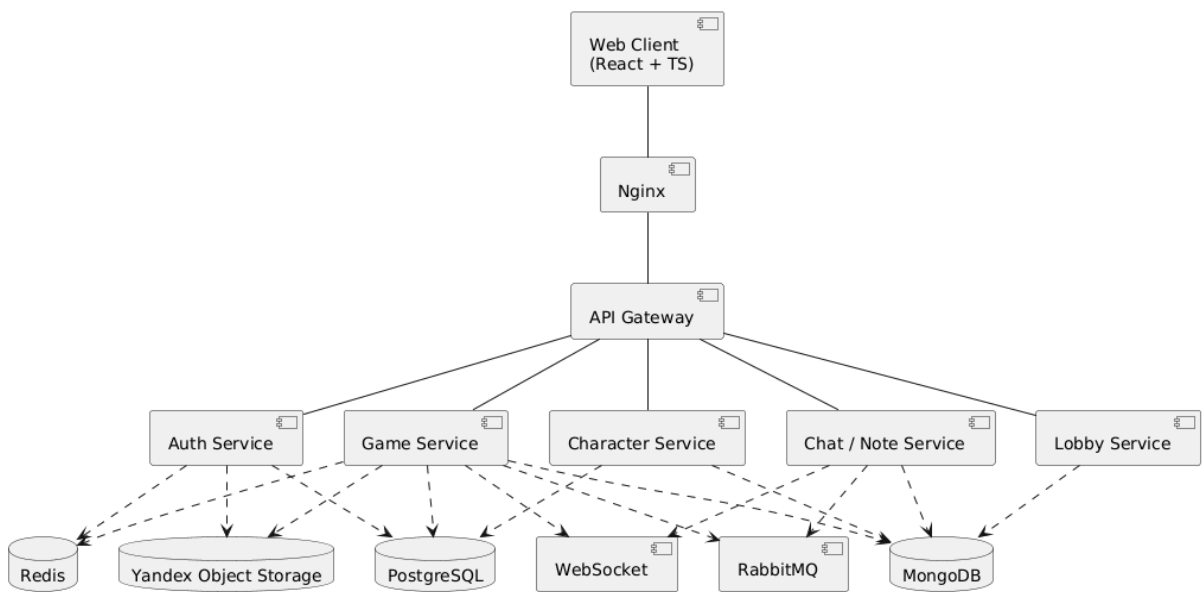 Web Client
(React + TS)
Nginx
API Gateway
Auth Service
Game Service
Character Service
Chat / Note Service
Lobby Service
Redis
Yandex Object Storage
PostgreSQL
WebSocket
RabbitMQ
MongoDB